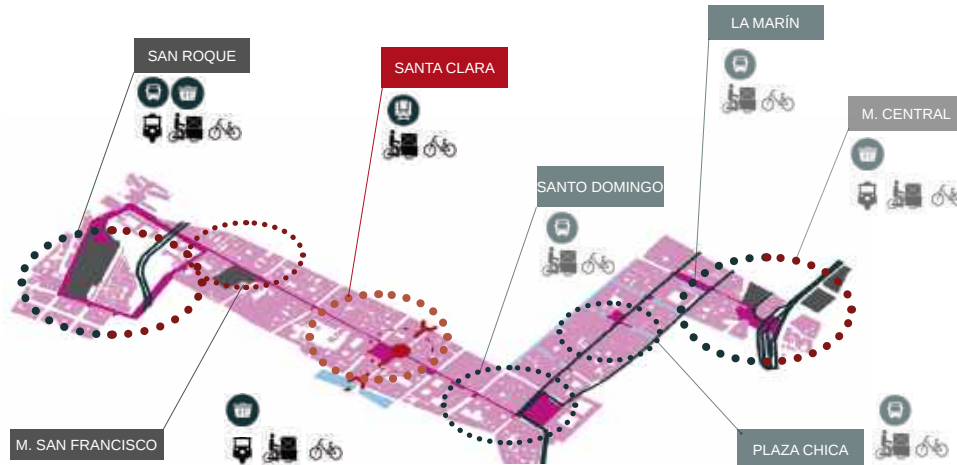 LA MARÍN
SAN ROQUE
SANTA CLARA
M. CENTRAL
SANTO DOMINGO
M. SAN FRANCISCO
PLAZA CHICA